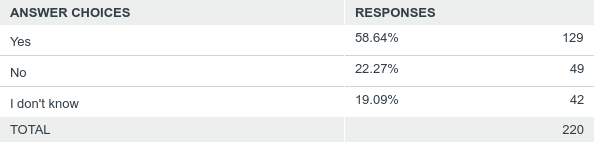 ANSWER CHOICES RESPONSES
Yes 58.64% 129
No 22.27% 49
I don't know 19.09% 42
TOTAL 220